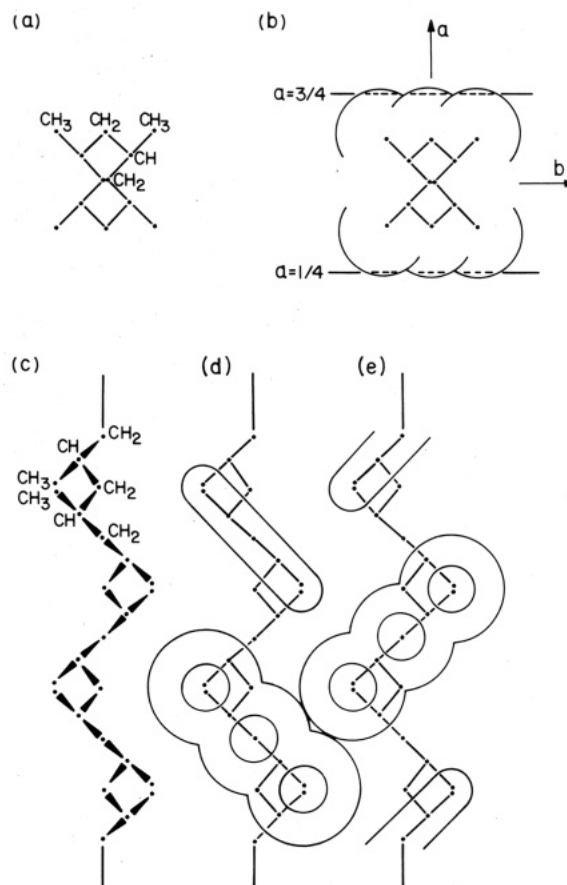 (a)
CH3 CH2 CH3
CH
CH2
(b)
a
a=3/4
b
a=1/4
(c)
CH2
CH
CH3
CH2
CH3
CH
CH2
(d)
(e)